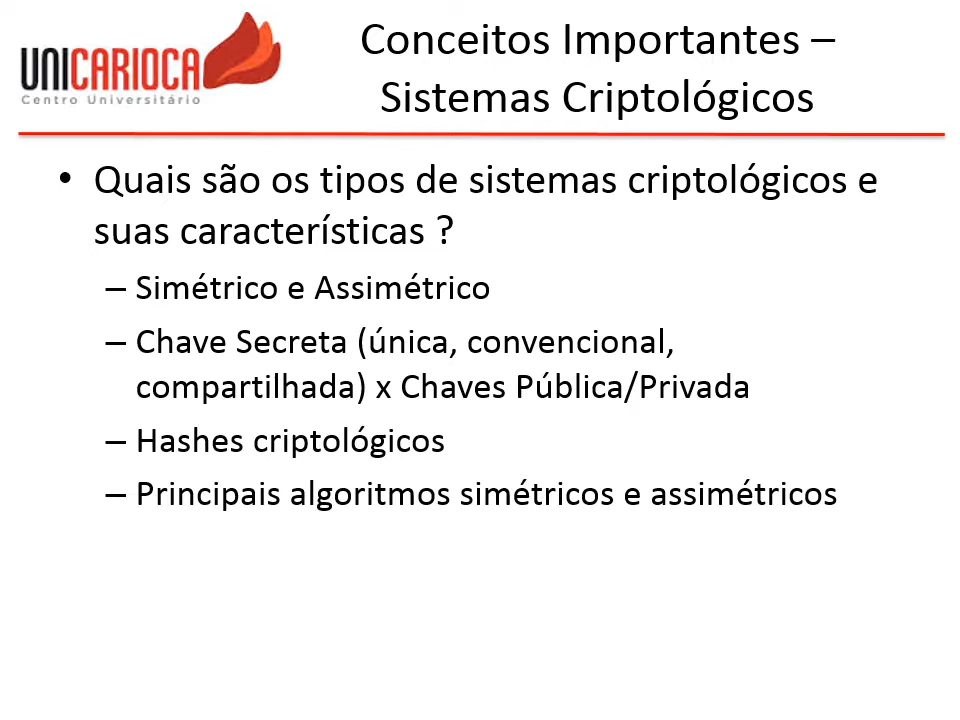 UNICARIOCA
Centro Universitário
Conceitos Importantes –
Sistemas Criptológicos
• Quais são os tipos de sistemas criptológicos e
suas características ?
– Simétrico e Assimétrico
– Chave Secreta (única, convencional,
compartilhada) x Chaves Pública/Privada
– Hashes criptológicos
– Principais algoritmos simétricos e assimétricos